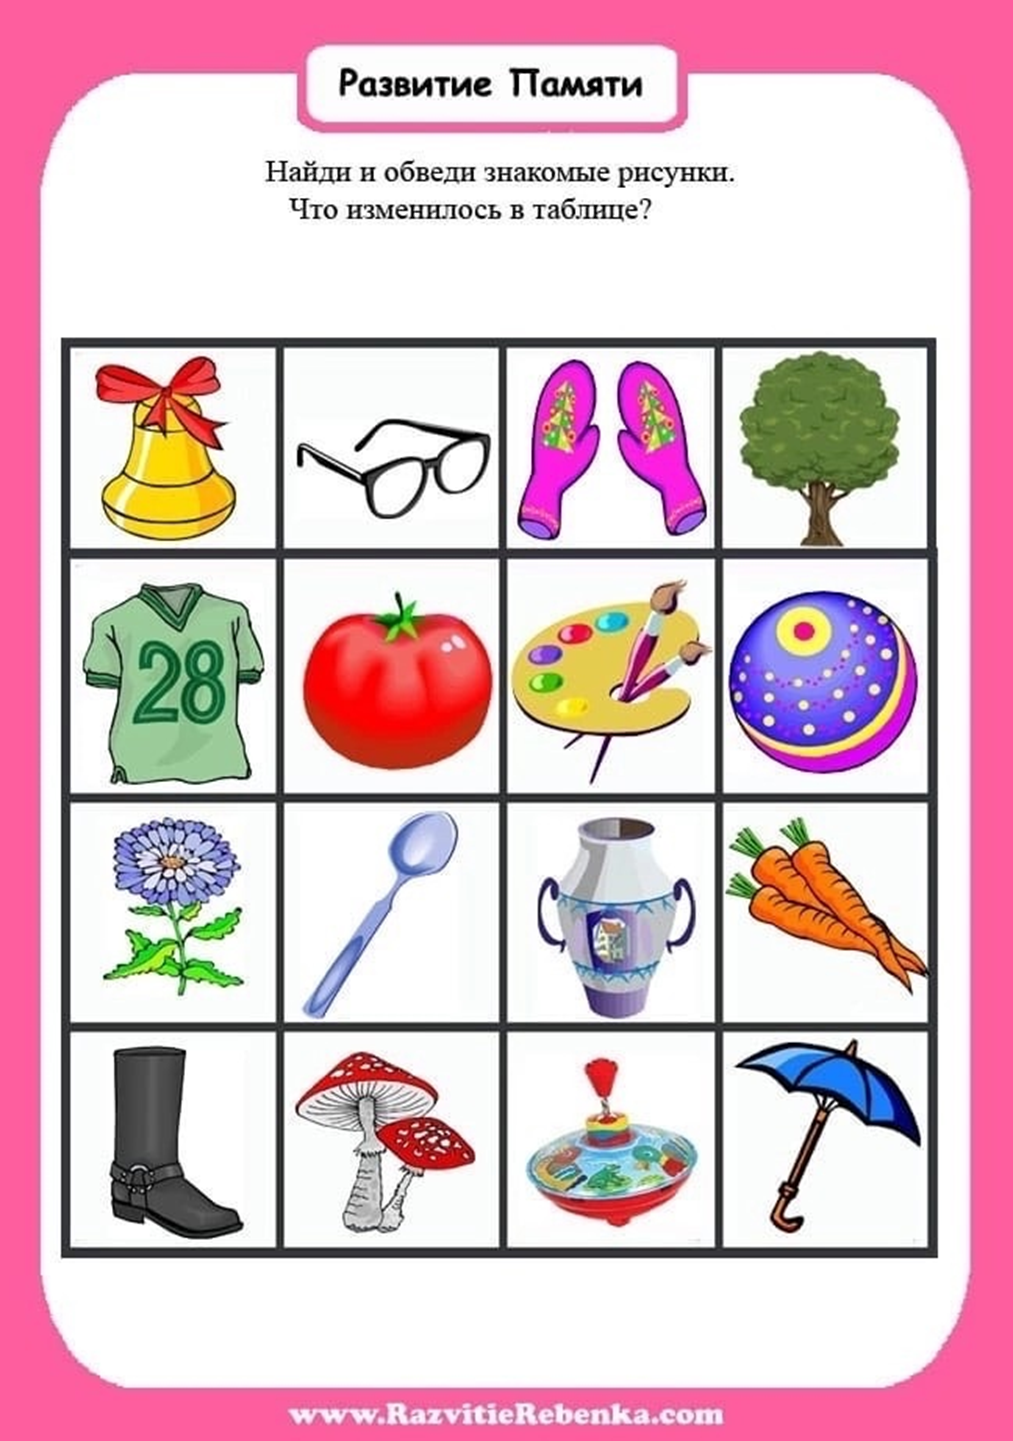 Развитие Памяти
Найди и обведи знакомые рисунки.
Что изменилось в таблице?
28
www.RazvitieRebenka.com